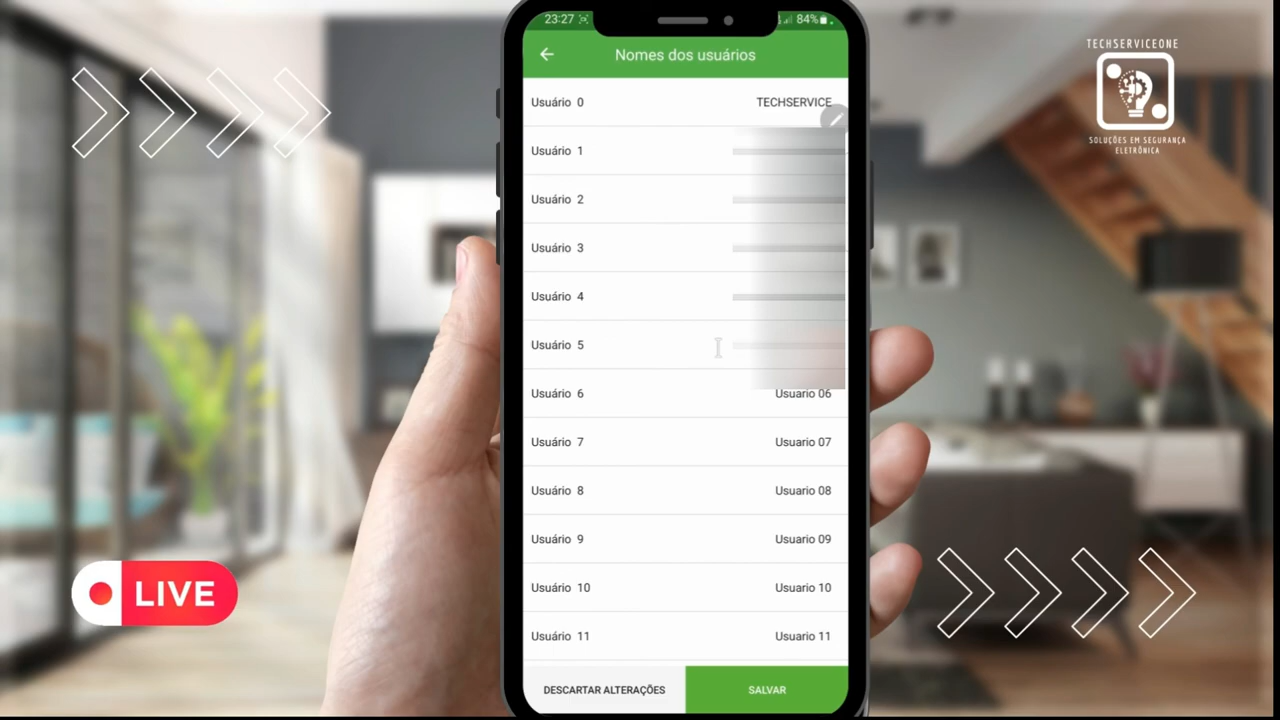 23:27
84%
Nomes dos usuários
Usuário 0
TECHSERVICE
Usuário 1
Usuário 2
Usuário 3
Usuário 4
Usuário 5
Usuário 6
Usuario 06
Usuário 7
Usuario 07
Usuário 8
Usuario 08
Usuário 9
Usuario 09
Usuário 10
Usuario 10
Usuário 11
Usuario 11
DESCARTAR ALTERAÇÕES
SALVAR
TECHSERVICEONE
SOLUÇÕES EM SEGURANÇA
ELETRÔNICA
LIVE